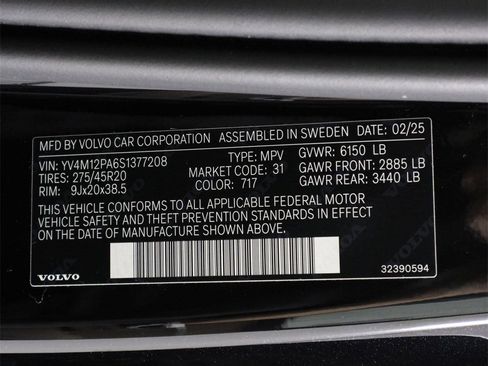 MFD BY VOLVO CAR CORPORATION ASSEMBLED IN SWEDEN DATE: 02/25
VIN: YV4M12PA6S1377208 TYPE: MPV GVWR: 6150 LB
TIRES: 275/45R20 MARKET CODE: 31 GAWR FRONT: 2885 LB
RIM: 9Jx20x38.5 COLOR: 717 GAWR REAR: 3440 LB
THIS VEHICLE CONFORMS TO ALL APPLICABLE FEDERAL MOTOR
VEHICLE SAFETY AND THEFT PREVENTION STANDARDS IN EFFECT
ON THE DATE OF MANUFACTURE SHOWN ABOVE.
VOLVO 32390594